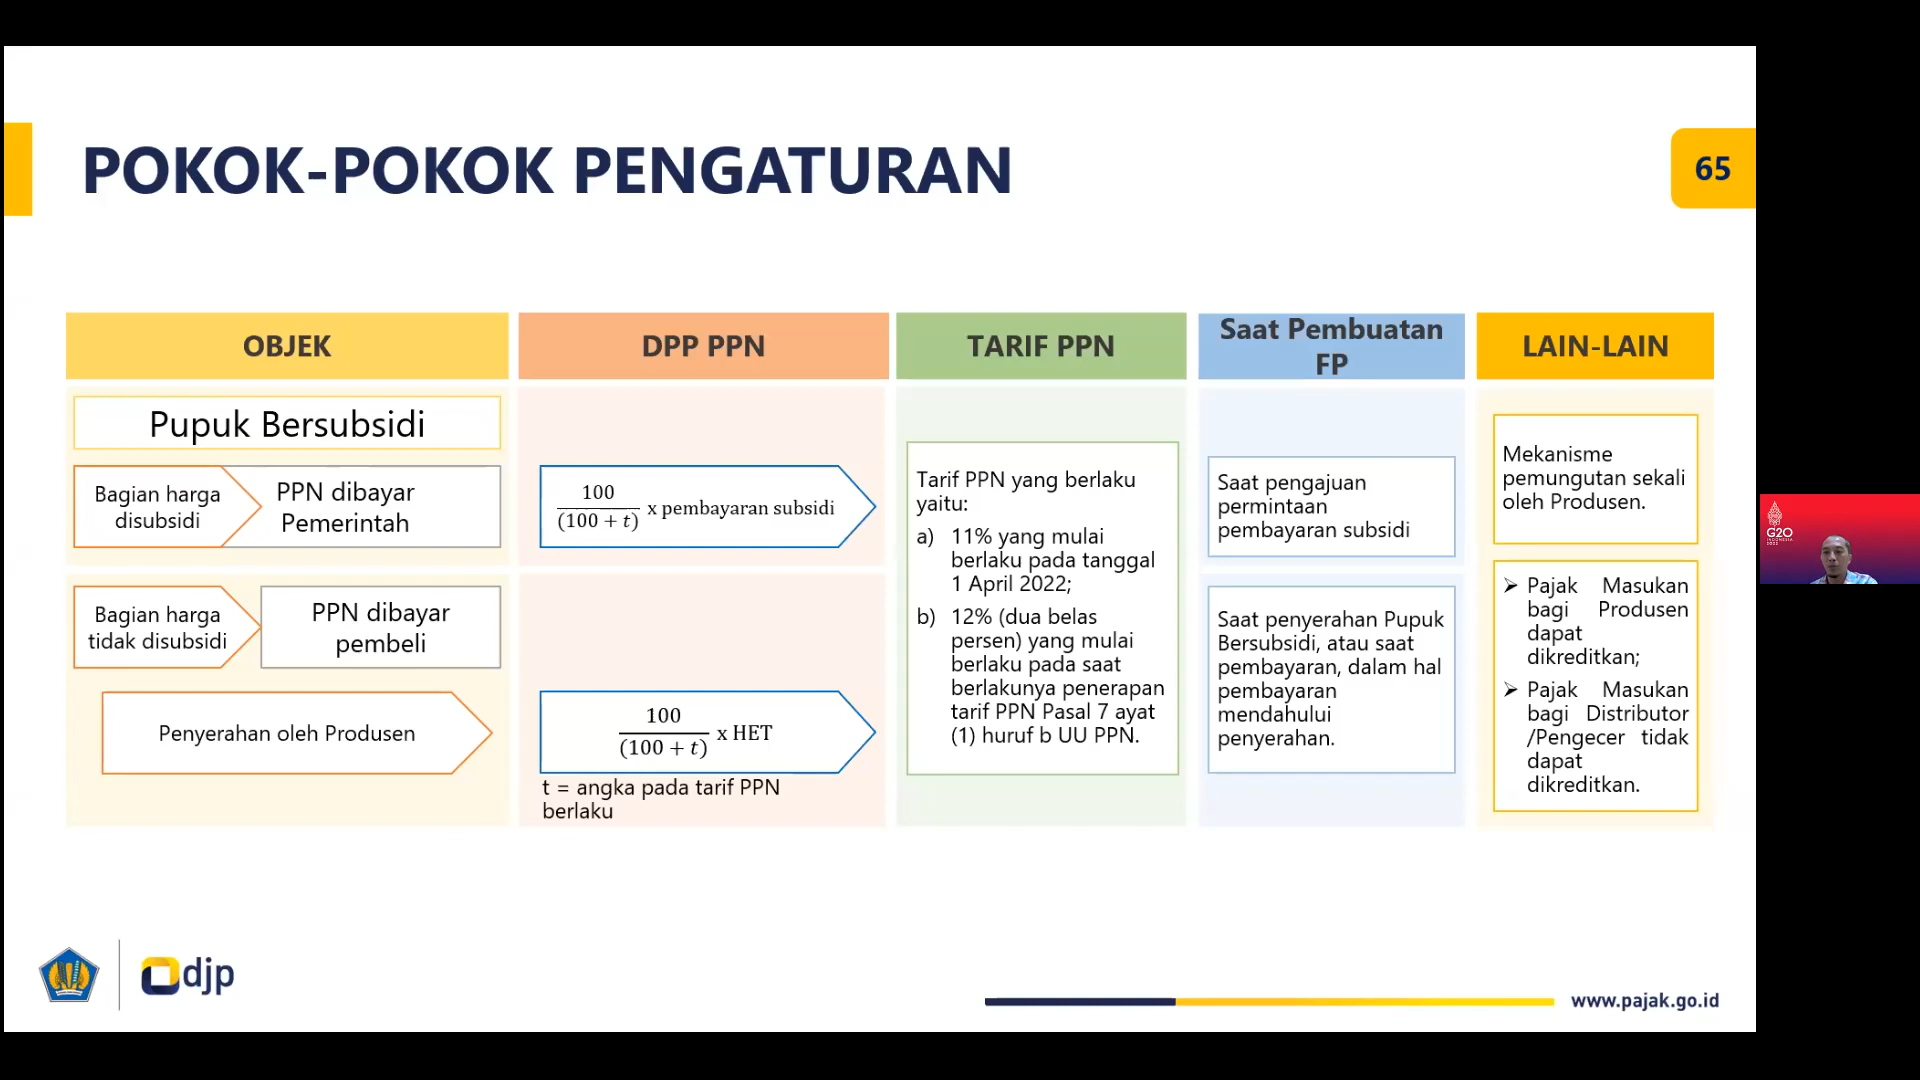 POKOK-POKOK PENGATURAN
65
OBJEK
DPP PPN
TARIF PPN
Saat Pembuatan
FP
LAIN-LAIN
Pupuk Bersubsidi
Bagian harga
disubsidi
PPN dibayar
Pemerintah
100
(100 + t)
x pembayaran subsidi
Bagian harga
tidak disubsidi
PPN dibayar
pembeli
Penyerahan oleh Produsen
100
(100 + t)
x HET
t = angka pada tarif PPN
berlaku
Tarif PPN yang berlaku
yaitu:
a) 11% yang mulai
berlaku pada tanggal
1 April 2022;
b) 12% (dua belas
persen) yang mulai
berlaku pada saat
berlakunya penerapan
tarif PPN Pasal 7 ayat
(1) huruf b UU PPN.
Saat pengajuan
permintaan
pembayaran subsidi
Saat penyerahan Pupuk
Bersubsidi, atau saat
pembayaran, dalam hal
pembayaran
mendahului
penyerahan.
Mekanisme
pemungutan sekali
oleh Produsen.
➢ Pajak Masukan
bagi Produsen
dapat
dikreditkan;
➢ Pajak Masukan
bagi Distributor
/Pengecer tidak
dapat
dikreditkan.
G20
INDONESIA
2022
djp
www.pajak.go.id